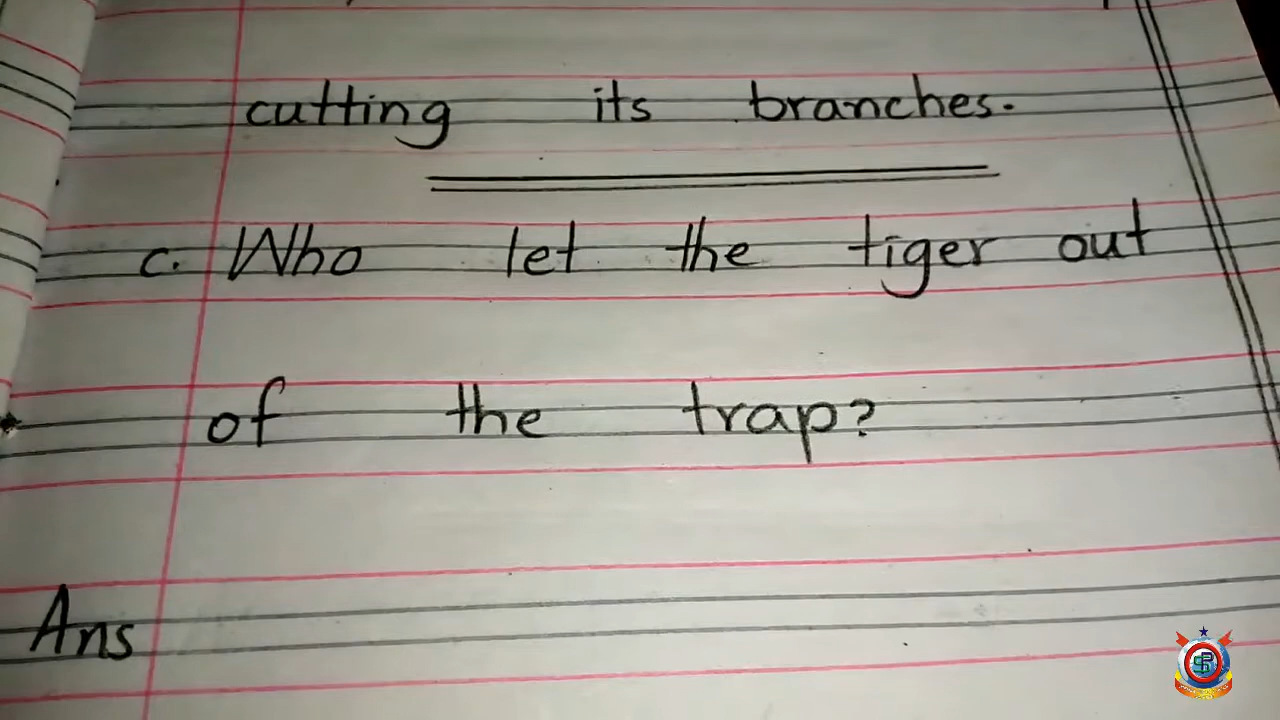 cutting its branches.
c. Who let the tiger out
of the trap?
Ans